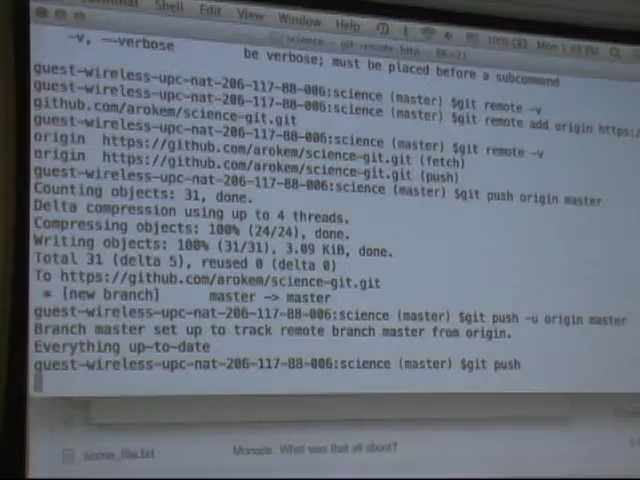 Terminal Shell Edit View Window Help
science — git-remote-http — 86×21
-v, --verbose
be verbose; must be placed before a subcommand
guest-wireless-upc-nat-206-117-88-006:science (master) $git remote -v
guest-wireless-upc-nat-206-117-88-006:science (master) $git remote add origin https:/
github.com/arokem/science-git.git
guest-wireless-upc-nat-206-117-88-006:science (master) $git remote -v
origin https://github.com/arokem/science-git.git (fetch)
origin https://github.com/arokem/science-git.git (push)
guest-wireless-upc-nat-206-117-88-006:science (master) $git push origin master
Counting objects: 31, done.
Delta compression using up to 4 threads.
Compressing objects: 100% (24/24), done.
Writing objects: 100% (31/31), 3.09 KiB, done.
Total 31 (delta 5), reused 0 (delta 0)
To https://github.com/arokem/science-git.git
* [new branch] master -> master
guest-wireless-upc-nat-206-117-88-006:science (master) $git push -u origin master
Branch master set up to track remote branch master from origin.
Everything up-to-date
guest-wireless-upc-nat-206-117-88-006:science (master) $git push
some_file.txt
Monads. What was that all about?